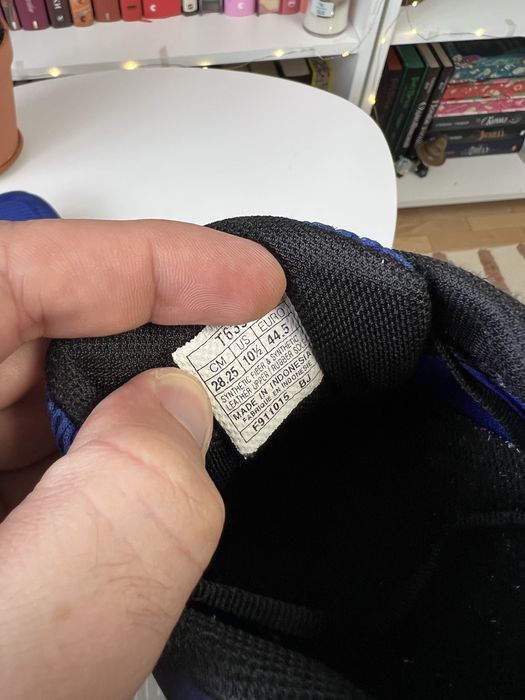 CM US EURO
28.25 10½ 44.5
SYNTHETIC FIBER & SYNTHETIC
LEATHER UPPER / RUBBER
MADE IN INDONESIA
FABRIQUE EN INDONESIE
F911015 BJ